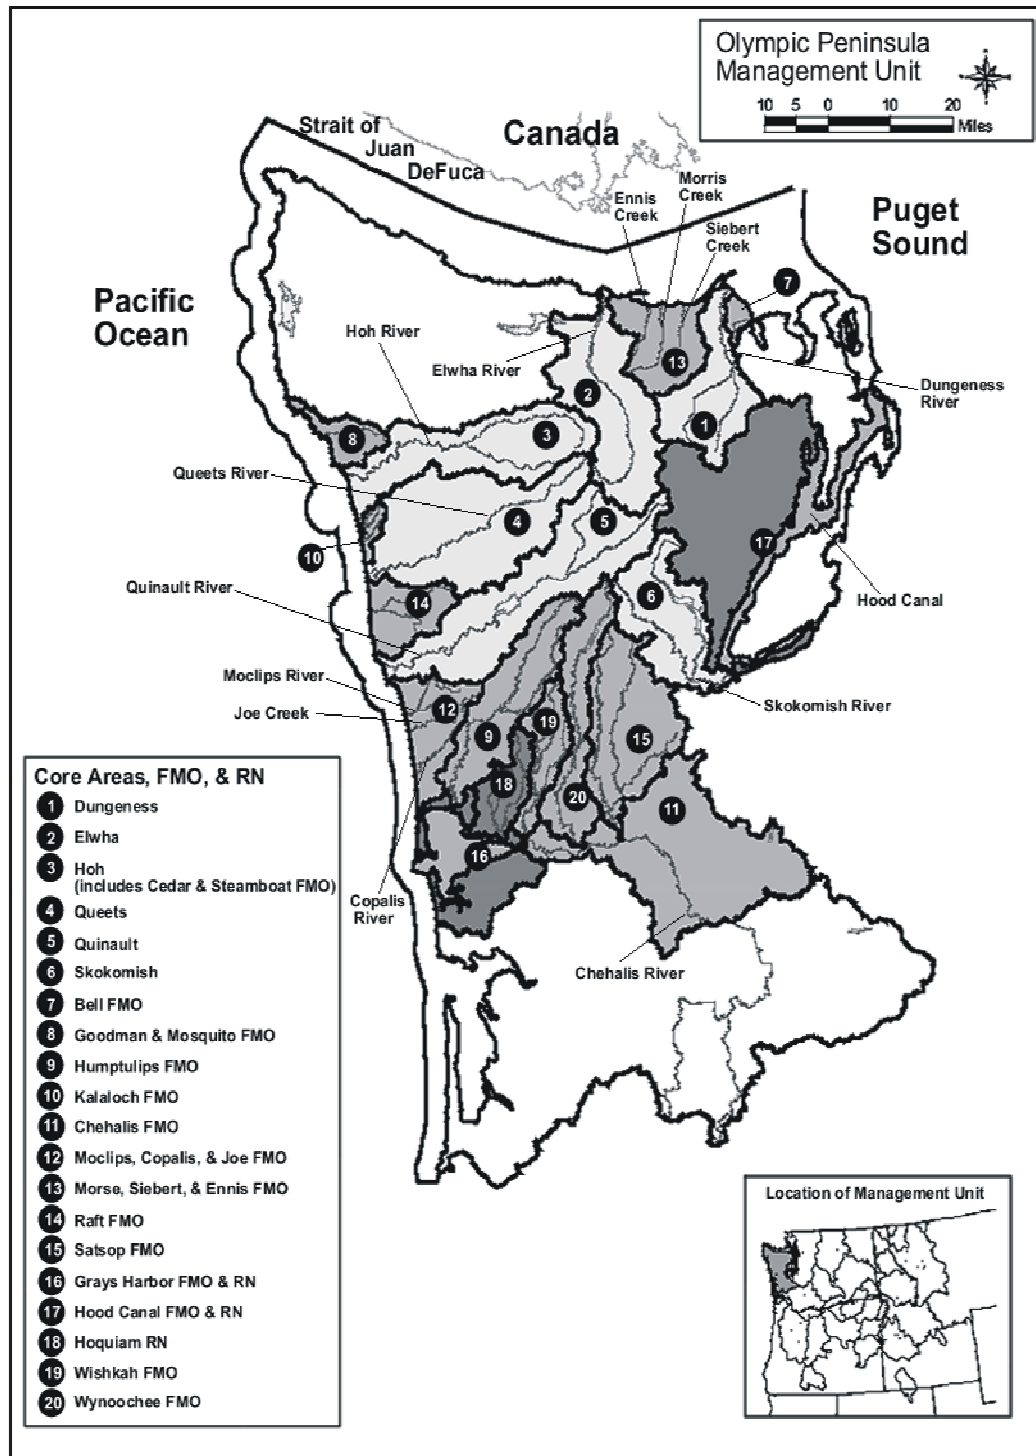 Olympic Peninsula
Management Unit
10 5 0 10 20
Miles
Strait of
Juan
DeFuca
Canada
Morris
Creek
Ennis
Creek
Siebert
Creek
Puget
Sound
Pacific
Ocean
7
Hoh River
Elwha River
13
Dungeness
River
2
8
3
1
Queets River
4
5
17
10
Quinault River
14
6
Hood Canal
Moclips River
Joe Creek
12
9
19
15
Skokomish River
18
20
11
16
Copalis
River
Chehalis River
Core Areas, FMO, & RN
1 Dungeness
2 Elwha
3 Hoh
(includes Cedar & Steamboat FMO)
4 Queets
5 Quinault
6 Skokomish
7 Bell FMO
8 Goodman & Mosquito FMO
9 Humptulips FMO
10 Kalaloch FMO
11 Chehalis FMO
12 Moclips, Copalis, & Joe FMO
13 Morse, Siebert, & Ennis FMO
14 Raft FMO
15 Satsop FMO
16 Grays Harbor FMO & RN
17 Hood Canal FMO & RN
18 Hoquiam RN
19 Wishkah FMO
20 Wynoochee FMO
Location of Management Unit